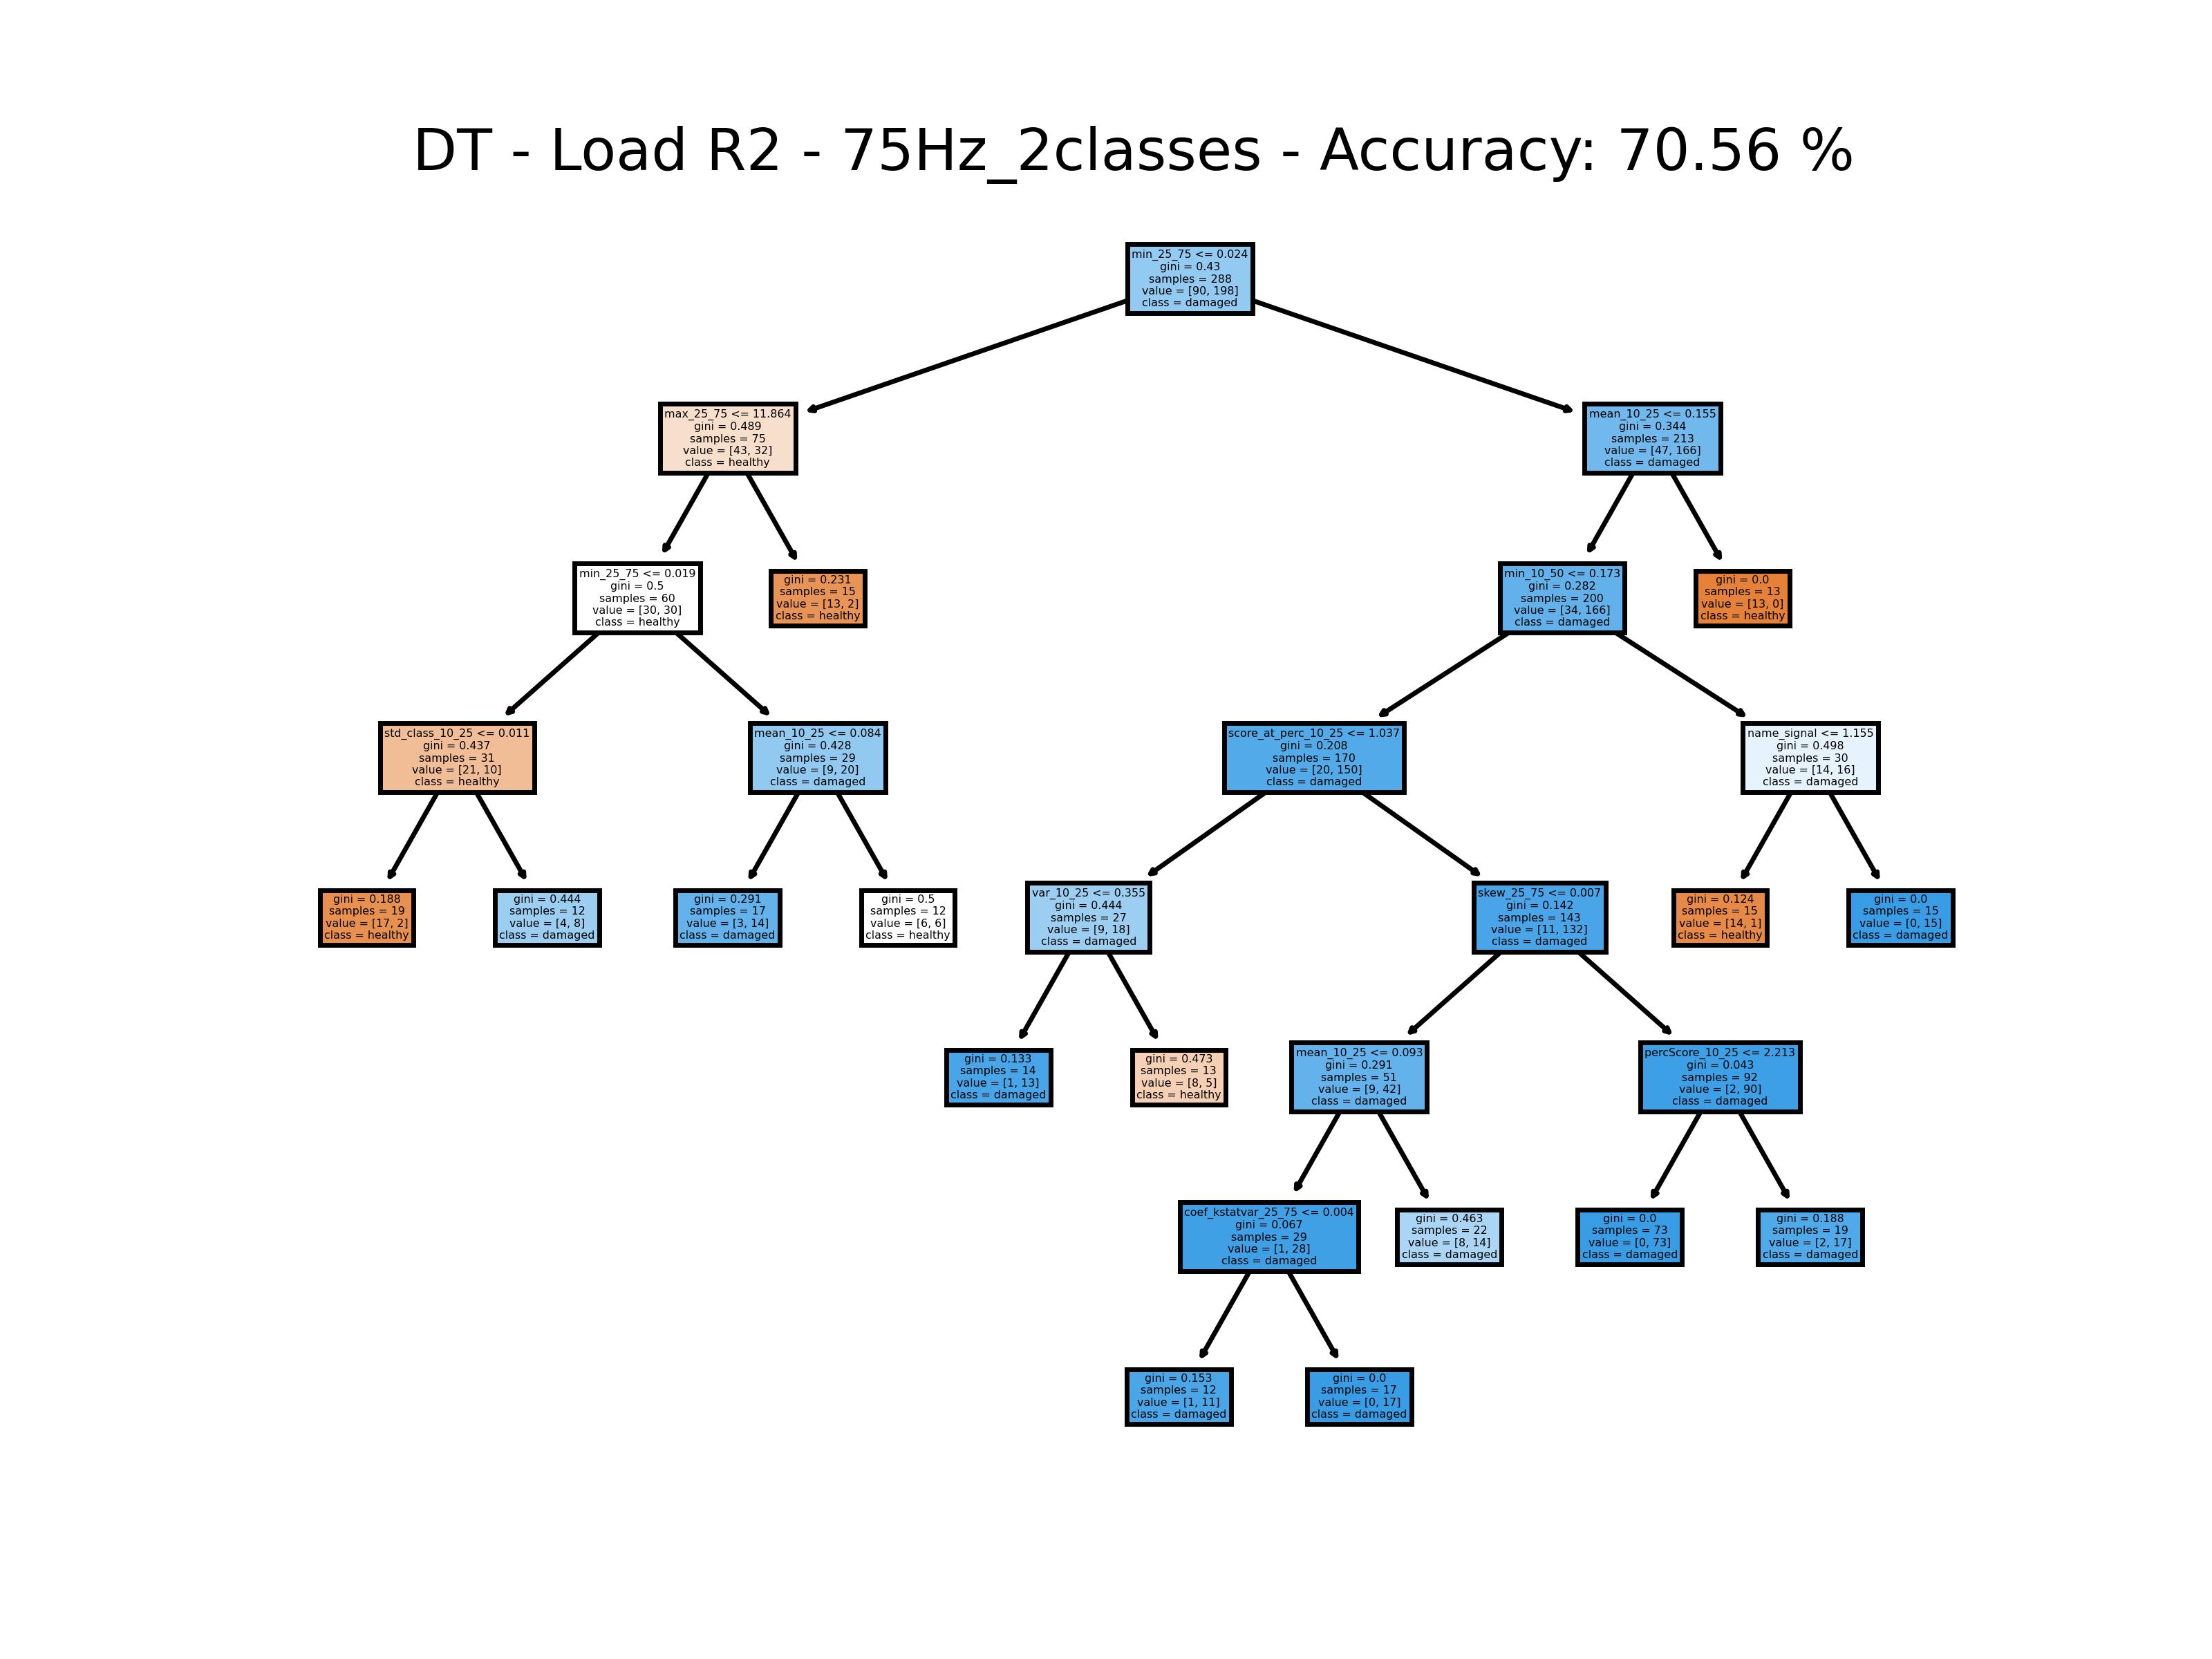 DT - Load R2 - 75Hz_2classes - Accuracy: 70.56 %
min_25_75 <= 0.024
gini = 0.43
samples = 288
value = [90, 198]
class = damaged
max_25_75 <= 11.864
gini = 0.489
samples = 75
value = [43, 32]
class = healthy
mean_10_25 <= 0.155
gini = 0.344
samples = 213
value = [47, 166]
class = damaged
min_25_75 <= 0.019
gini = 0.5
samples = 60
value = [30, 30]
class = healthy
gini = 0.231
samples = 15
value = [13, 2]
class = healthy
min_10_50 <= 0.173
gini = 0.282
samples = 200
value = [34, 166]
class = damaged
gini = 0.0
samples = 13
value = [13, 0]
class = healthy
std_class_10_25 <= 0.011
gini = 0.437
samples = 31
value = [21, 10]
class = healthy
mean_10_25 <= 0.084
gini = 0.428
samples = 29
value = [9, 20]
class = damaged
score_at_perc_10_25 <= 1.037
gini = 0.208
samples = 170
value = [20, 150]
class = damaged
name_signal <= 1.155
gini = 0.498
samples = 30
value = [14, 16]
class = damaged
gini = 0.188
samples = 19
value = [17, 2]
class = healthy
gini = 0.444
samples = 12
value = [4, 8]
class = damaged
gini = 0.291
samples = 17
value = [3, 14]
class = damaged
gini = 0.5
samples = 12
value = [6, 6]
class = healthy
var_10_25 <= 0.355
gini = 0.444
samples = 27
value = [9, 18]
class = damaged
skew_25_75 <= 0.007
gini = 0.142
samples = 143
value = [11, 132]
class = damaged
gini = 0.124
samples = 15
value = [14, 1]
class = healthy
gini = 0.0
samples = 15
value = [0, 15]
class = damaged
gini = 0.133
samples = 14
value = [1, 13]
class = damaged
gini = 0.473
samples = 13
value = [8, 5]
class = healthy
mean_10_25 <= 0.093
gini = 0.291
samples = 51
value = [9, 42]
class = damaged
percScore_10_25 <= 2.213
gini = 0.043
samples = 92
value = [2, 90]
class = damaged
coef_kstatvar_25_75 <= 0.004
gini = 0.067
samples = 29
value = [1, 28]
class = damaged
gini = 0.463
samples = 22
value = [8, 14]
class = damaged
gini = 0.0
samples = 73
value = [0, 73]
class = damaged
gini = 0.188
samples = 19
value = [2, 17]
class = damaged
gini = 0.153
samples = 12
value = [1, 11]
class = damaged
gini = 0.0
samples = 17
value = [0, 17]
class = damaged